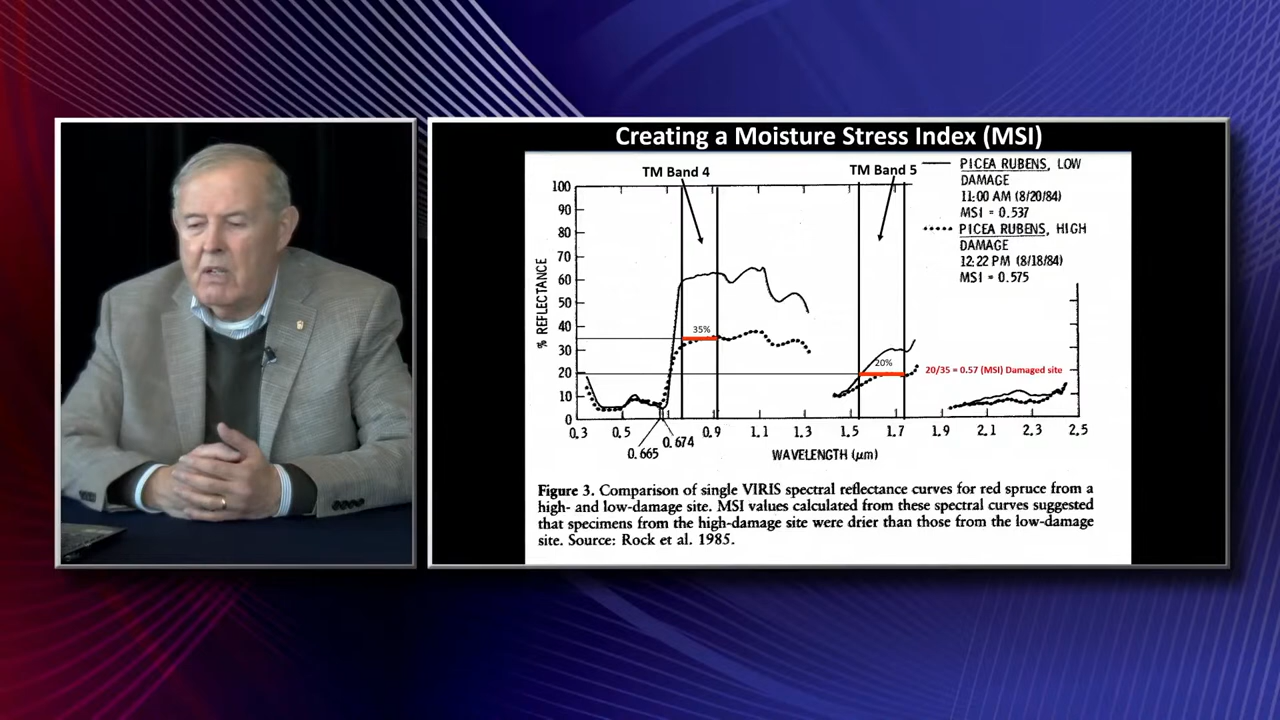 Creating a Moisture Stress Index (MSI)
TM Band 4
TM Band 5
PICEA RUBENS, LOW
DAMAGE
11:00 AM (8/20/84)
MSI = 0.537
PICEA RUBENS, HIGH
DAMAGE
12:22 PM (8/18/84)
MSI = 0.575
% REFLECTANCE
100
90
80
70
60
50
40
30
20
10
0
35%
20%
20/35 = 0.57 (MSI) Damaged site
0.3 0.5 0.9 1.1 1.3 1.5 1.7 1.9 2.1 2.3 2.5
0.674
0.665
WAVELENGTH (μm)
Figure 3. Comparison of single VIRIS spectral reflectance curves for red spruce from a
high- and low-damage site. MSI values calculated from these spectral curves suggested
that specimens from the high-damage site were drier than those from the low-damage
site. Source: Rock et al. 1985.